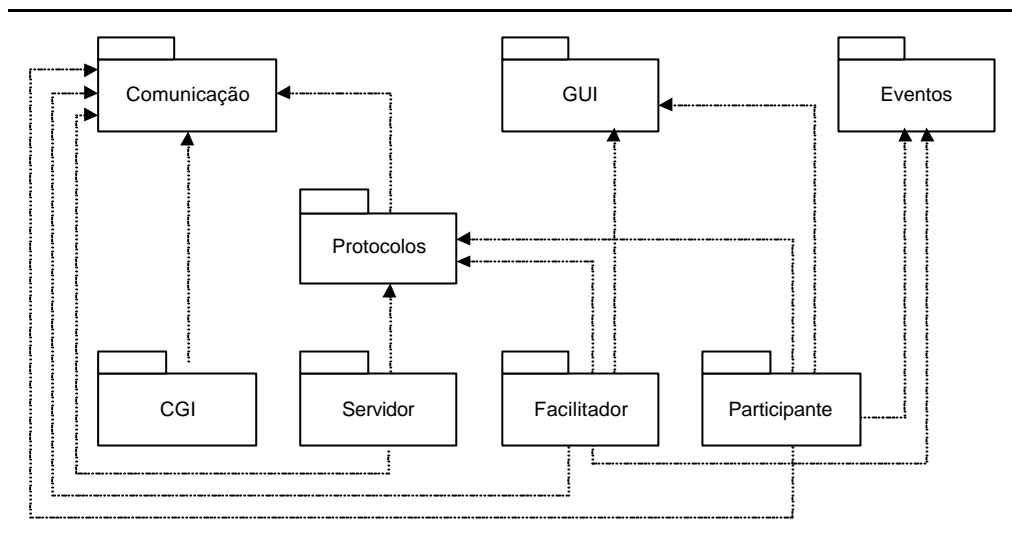 Comunicação
GUI
Eventos
Protocolos
CGI
Servidor
Facilitador
Participante